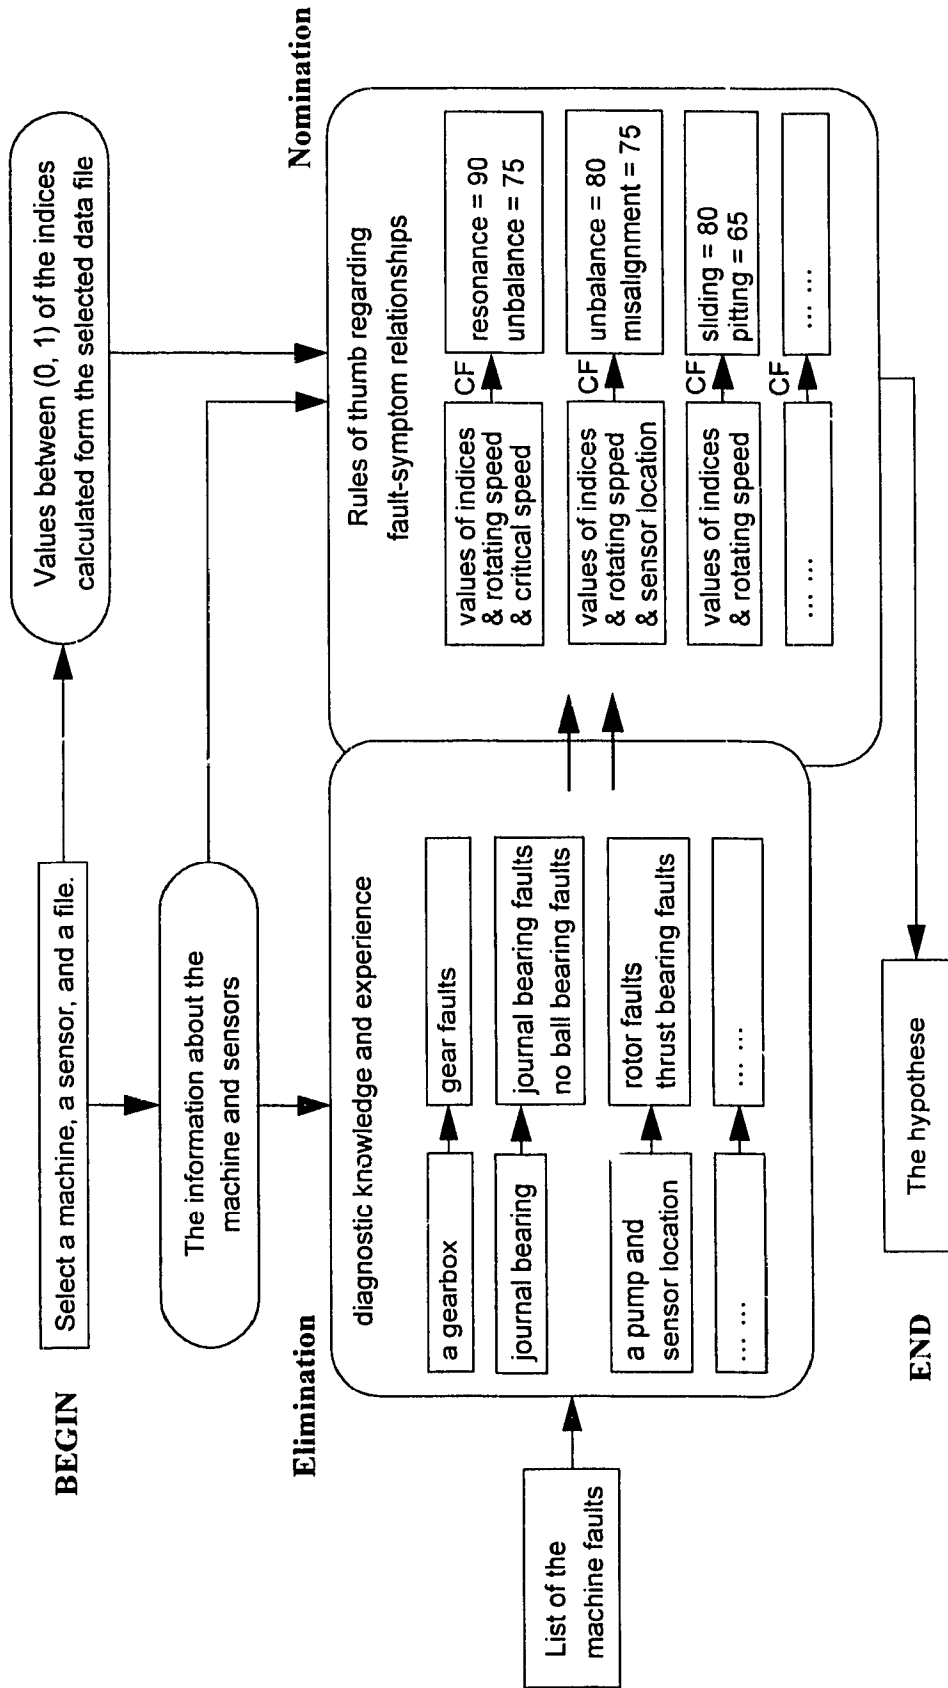 BEGIN
Select a machine, a sensor, and a file.
Values between (0, 1) of the indices
calculated form the selected data file
The information about the
machine and sensors
Elimination
Nomination
List of the
machine faults
diagnostic knowledge and experience
a gearbox
gear faults
journal bearing
journal bearing faults
no ball bearing faults
a pump and
sensor location
rotor faults
thrust bearing faults
... ...
... ...
Rules of thumb regarding
fault-symptom relationships
values of indices
& rotating speed
& critical speed
CF
resonance = 90
unbalance = 75
values of indices
& rotating spped
& sensor location
CF
unbalance = 80
misalignment = 75
values of indices
& rotating speed
CF
sliding = 80
pitting = 65
... ...
CF
... ...
END
The hypothese